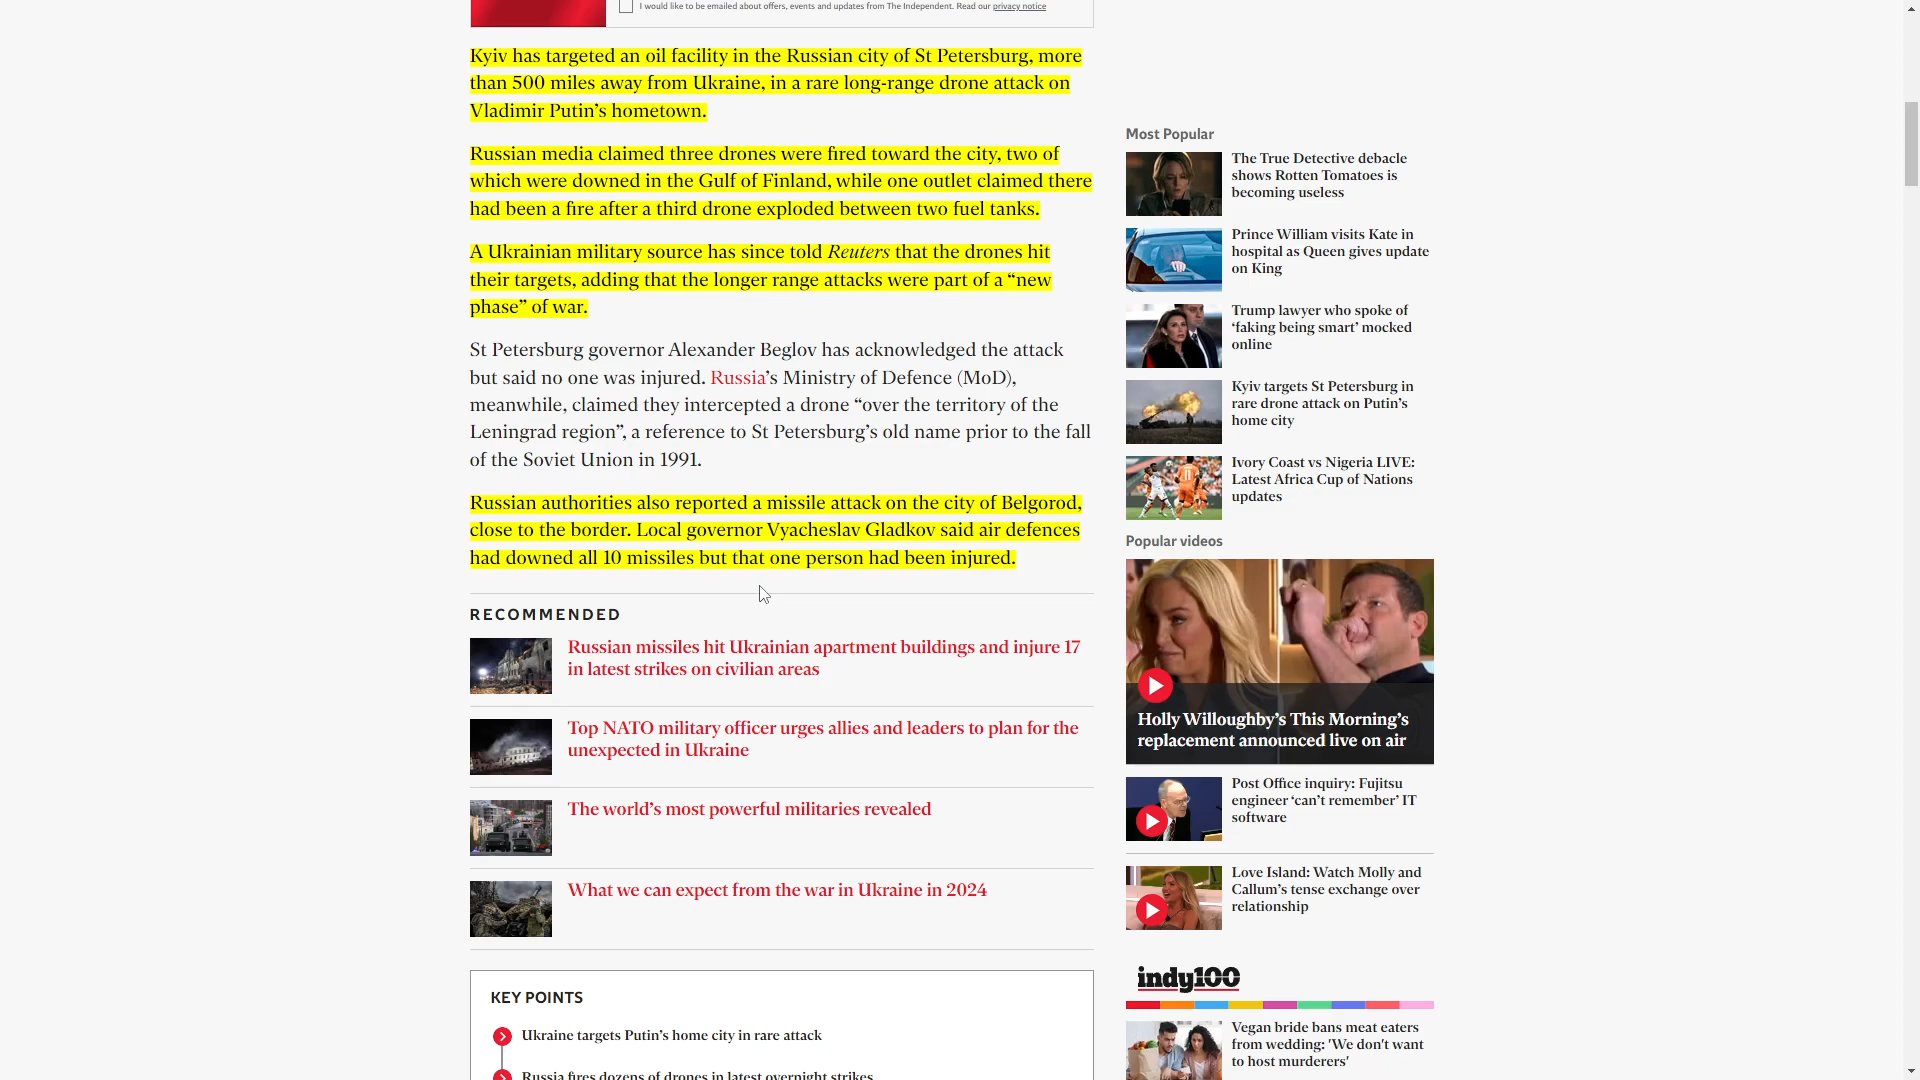 I would like to be emailed about offers, events and updates from The Independent. Read our privacy notice
Kyiv has targeted an oil facility in the Russian city of St Petersburg, more
than 500 miles away from Ukraine, in a rare long-range drone attack on
Vladimir Putin’s hometown.
Russian media claimed three drones were fired toward the city, two of
which were downed in the Gulf of Finland, while one outlet claimed there
had been a fire after a third drone exploded between two fuel tanks.
A Ukrainian military source has since told Reuters that the drones hit
their targets, adding that the longer range attacks were part of a “new
phase” of war.
St Petersburg governor Alexander Beglov has acknowledged the attack
but said no one was injured. Russia’s Ministry of Defence (MoD),
meanwhile, claimed they intercepted a drone “over the territory of the
Leningrad region”, a reference to St Petersburg’s old name prior to the fall
of the Soviet Union in 1991.
Russian authorities also reported a missile attack on the city of Belgorod,
close to the border. Local governor Vyacheslav Gladkov said air defences
had downed all 10 missiles but that one person had been injured.
RECOMMENDED
Russian missiles hit Ukrainian apartment buildings and injure 17
in latest strikes on civilian areas
Top NATO military officer urges allies and leaders to plan for the
unexpected in Ukraine
The world’s most powerful militaries revealed
What we can expect from the war in Ukraine in 2024
KEY POINTS
Ukraine targets Putin’s home city in rare attack
Russia fires dozens of drones in latest overnight strikes
Most Popular
The True Detective debacle
shows Rotten Tomatoes is
becoming useless
Prince William visits Kate in
hospital as Queen gives update
on King
Trump lawyer who spoke of
‘faking being smart’ mocked
online
Kyiv targets St Petersburg in
rare drone attack on Putin’s
home city
Ivory Coast vs Nigeria LIVE:
Latest Africa Cup of Nations
updates
Popular videos
Holly Willoughby’s This Morning’s
replacement announced live on air
Post Office inquiry: Fujitsu
engineer ‘can’t remember’ IT
software
Love Island: Watch Molly and
Callum’s tense exchange over
relationship
indy100
Vegan bride bans meat eaters
from wedding: 'We don't want
to host murderers'